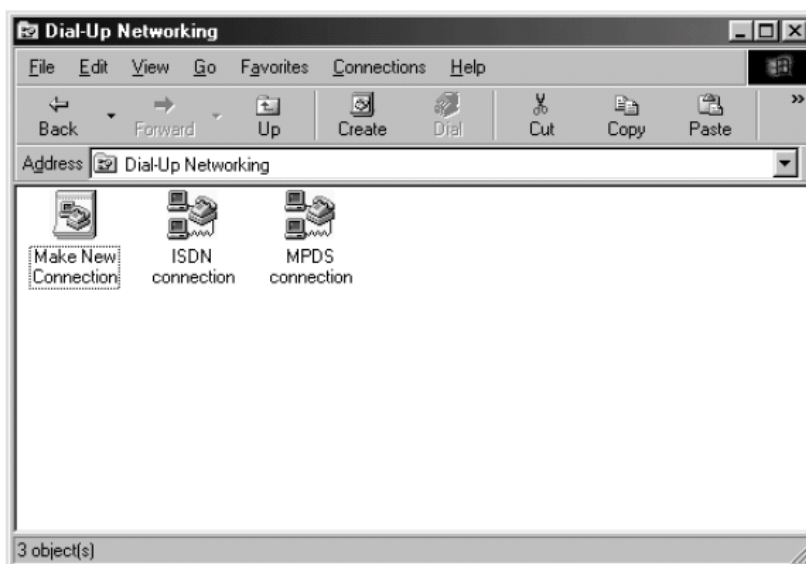 Dial-Up Networking
File Edit View Go Favorites Connections Help
Back Forward Up Create Dial Cut Copy Paste »
Address Dial-Up Networking
Make New Connection
ISDN connection
MPDS connection
3 object(s)